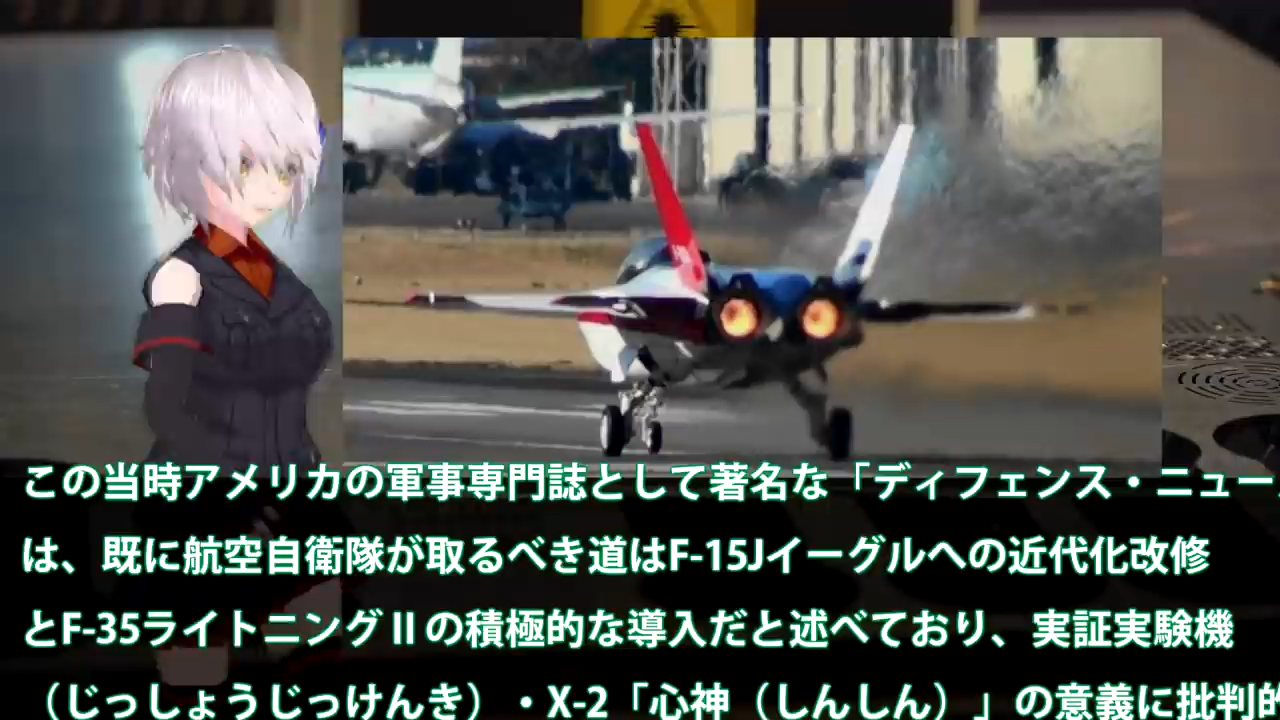 この当時アメリカの軍事専門誌として著名な「ディフェンス・ニュー
は、既に航空自衛隊が取るべき道はF-15Jイーグルへの近代化改修
とF-35ライトニングⅡの積極的な導入だと述べており、実証実験機
（じっしょうじっけんき）・X-2「心神（しんしん）」の意義に批判的